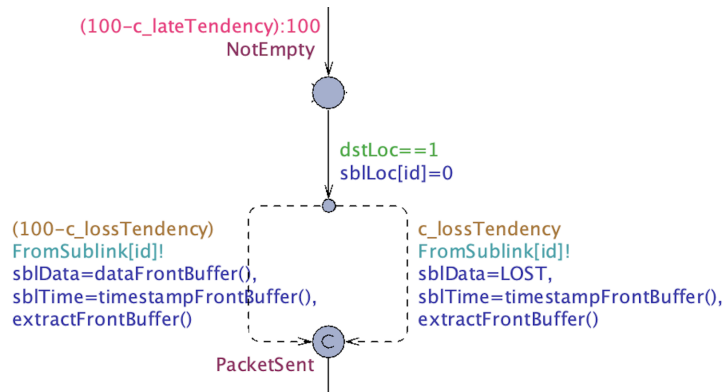 (100-c_lateTendency):100
NotEmpty
dstLoc==1
sblLoc[id]=0
(100-c_lossTendency)
FromSublink[id]!
sblData=dataFrontBuffer(),
sblTime=timestampFrontBuffer(),
extractFrontBuffer()
c_lossTendency
FromSublink[id]!
sblData=LOST,
sblTime=timestampFrontBuffer(),
extractFrontBuffer()
C
PacketSent